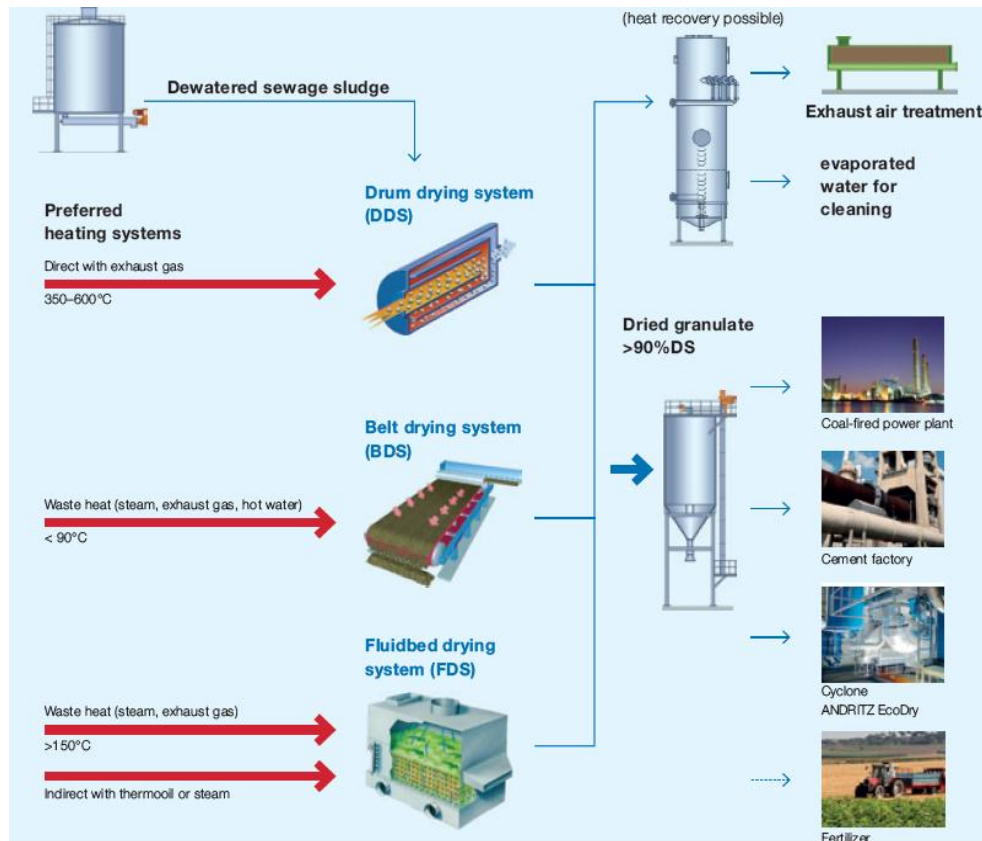 (heat recovery possible)
Dewatered sewage sludge
Exhaust air treatment
evaporated
water for
cleaning
Preferred
heating systems
Drum drying system
(DDS)
Direct with exhaust gas
350–600°C
Dried granulate
>90%DS
Coal-fired power plant
Belt drying system
(BDS)
Waste heat (steam, exhaust gas, hot water)
< 90°C
Cement factory
Fluidbed drying
system (FDS)
Cyclone
ANDRITZ EcoDry
Waste heat (steam, exhaust gas)
>150°C
Indirect with thermooil or steam
Fertilizer